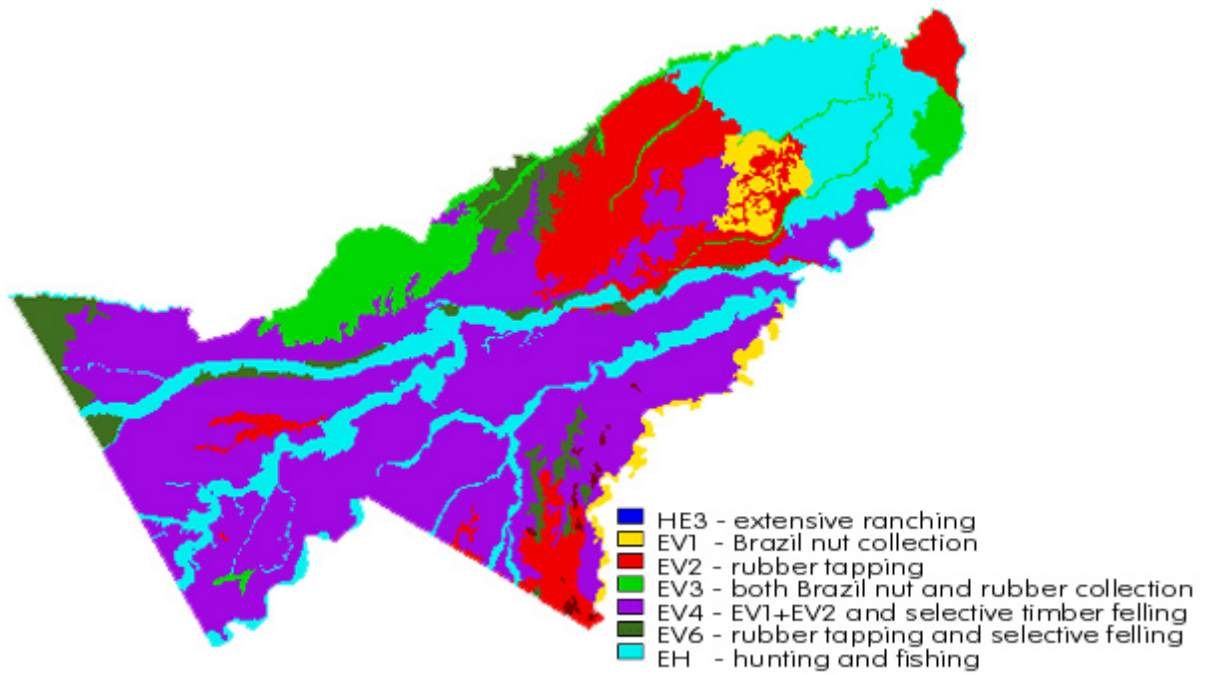 HE3 - extensive ranching
EV1 - Brazil nut collection
EV2 - rubber tapping
EV3 - both Brazil nut and rubber collection
EV4 - EV1+EV2 and selective timber felling
EV6 - rubber tapping and selective felling
EH - hunting and fishing